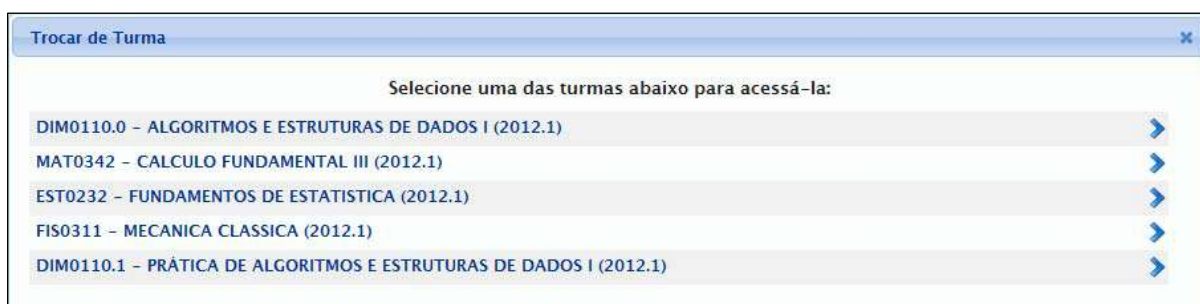 Trocar de Turma
Selecione uma das turmas abaixo para acessá-la:
DIM0110.0 - ALGORITMOS E ESTRUTURAS DE DADOS I (2012.1)
MAT0342 - CALCULO FUNDAMENTAL III (2012.1)
EST0232 - FUNDAMENTOS DE ESTATISTICA (2012.1)
FIS0311 - MECANICA CLASSICA (2012.1)
DIM0110.1 - PRÁTICA DE ALGORITMOS E ESTRUTURAS DE DADOS I (2012.1)